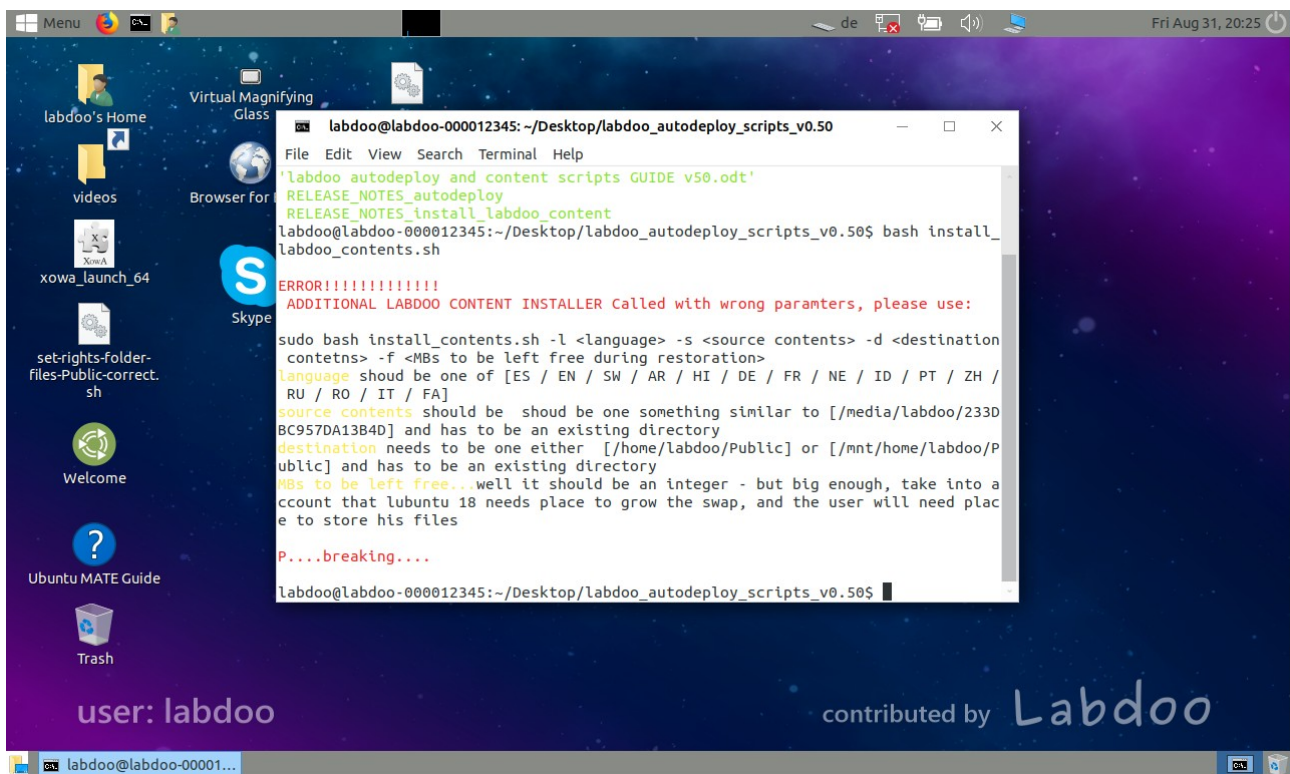 Menu
de
Fri Aug 31, 20:25
labdoo's Home
Virtual Magnifying
Glass
videos
Browser for
XOWA
xowa_launch_64
Skype
set-rights-folder-
files-Public-correct.
sh
Welcome
Ubuntu MATE Guide
Trash
labdoo@labdoo-000012345: ~/Desktop/labdoo_autodeploy_scripts_v0.50
File Edit View Search Terminal Help
'labdoo autodeploy and content scripts GUIDE v50.odt'
RELEASE_NOTES_autodeploy
RELEASE_NOTES_install_labdoo_content
labdoo@labdoo-000012345:~/Desktop/labdoo_autodeploy_scripts_v0.50$ bash install_
labdoo_contents.sh
ERROR!!!!!!!!!!!!!
ADDITIONAL LABDOO CONTENT INSTALLER Called with wrong paramters, please use:
sudo bash install_contents.sh -l <language> -s <source contents> -d <destination
contetns> -f <MBs to be left free during restoration>
language shoud be one of [ES / EN / SW / AR / HI / DE / FR / NE / ID / PT / ZH /
RU / RO / IT / FA]
source contents should be  shoud be one something similar to [/media/labdoo/233D
BC957DA13B4D] and has to be an existing directory
destination needs to be one either  [/home/labdoo/Public] or [/mnt/home/labdoo/P
ublic] and has to be an existing directory
MBs to be left free...well it should be an integer - but big enough, take into a
ccount that lubuntu 18 needs place to grow the swap, and the user will need plac
e to store his files
P....breaking....
labdoo@labdoo-000012345:~/Desktop/labdoo_autodeploy_scripts_v0.50$
user: labdoo
contributed by Labdoo
labdoo@labdoo-00001...